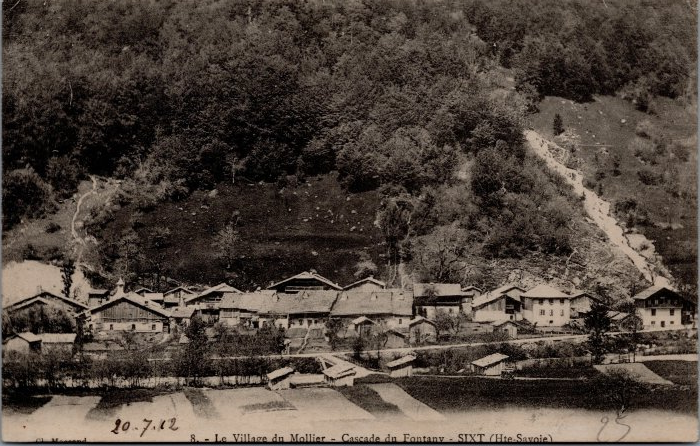 20.7.12 8. - Le Village du Mollier - Cascade du Fontany - SIXT (Hte-Savoie)